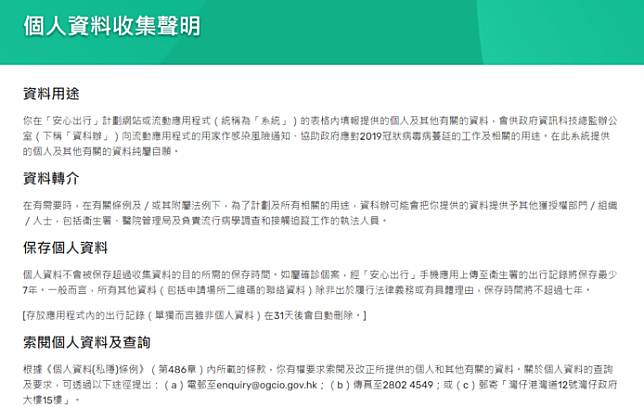 個人資料收集聲明
資料用途
你在「安心出行」計劃網站或流動應用程式（統稱為「系統」）的表格內填報提供的個人及其他有關的資料，會供政府資訊科技總監辦公
室（下稱「資科辦」）向流動應用程式的用家作感染風險通知、協助政府應對2019冠狀病毒病蔓延的工作及相關的用途。在此系統提供
的個人及其他有關的資料純屬自願。
資料轉介
在有需要時，在有關條例及／或其附屬法例下，為了計劃及所有相關的用途，資科辦可能會把你提供的資料提供予其他獲授權部門／組織
／人士，包括衞生署、醫院管理局及負責流行病學調查和接觸追蹤工作的執法人員。
保存個人資料
個人資料不會被保存超過收集資料的目的所需的保存時間。如屬確診個案，經「安心出行」手機應用上傳至衞生署的出行記錄將保存最少
7年。一般而言，所有其他資料（包括申請場所二維碼的聯絡資料）除非出於履行法律義務或有具體理由，保存時間將不超過七年。
[存放應用程式內的出行記錄（單獨而言雖非個人資料）在31天後會自動刪除。]
索閱個人資料及查詢
根據《個人資料(私隱)條例》（第486章）內所載的條款，你有權要求索閱及改正所提供的個人和其他有關的資料。關於個人資料的查詢
及要求，可透過以下途徑提出：（a）電郵至enquiry@ogcio.gov.hk；（b）傳真至2802 4549；或（c）郵寄「灣仔港灣道12號灣仔政府
大樓15樓」。